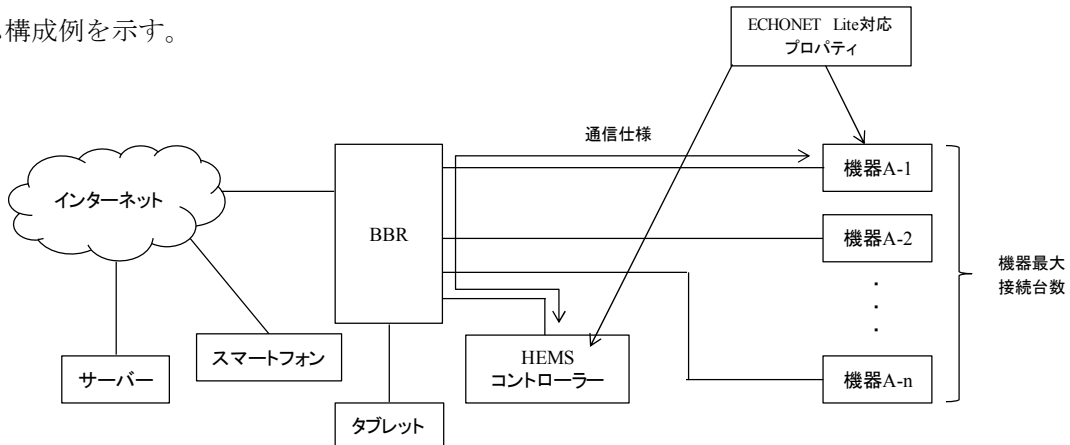 構成例を示す。
ECHONET Lite対応
プロパティ
通信仕様
機器A-1
インターネット
BBR
機器A-2
・
・
・
機器最大
接続台数
スマートフォン
HEMS
コントローラー
サーバー
機器A-n
タブレット